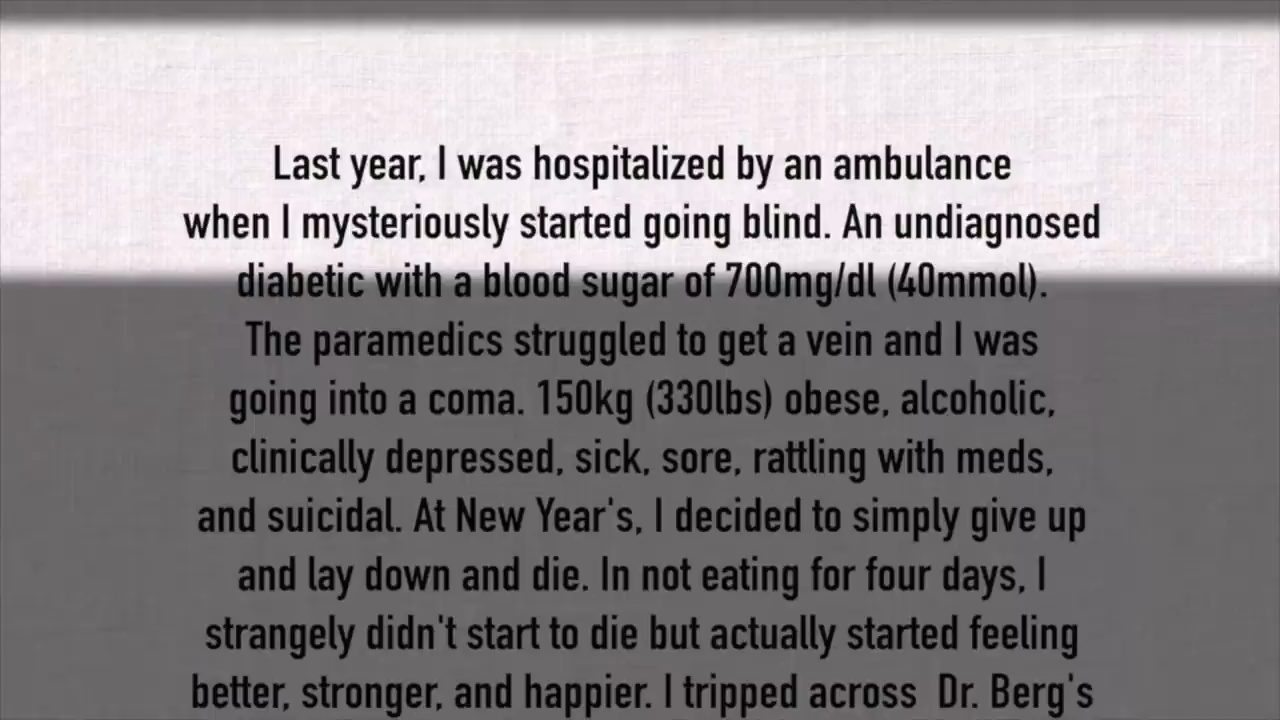 Last year, I was hospitalized by an ambulance
when I mysteriously started going blind. An undiagnosed
diabetic with a blood sugar of 700mg/dl (40mmol).
The paramedics struggled to get a vein and I was
going into a coma. 150kg (330lbs) obese, alcoholic,
clinically depressed, sick, sore, rattling with meds,
and suicidal. At New Year's, I decided to simply give up
and lay down and die. In not eating for four days, I
strangely didn't start to die but actually started feeling
better, stronger, and happier. I tripped across Dr. Berg's